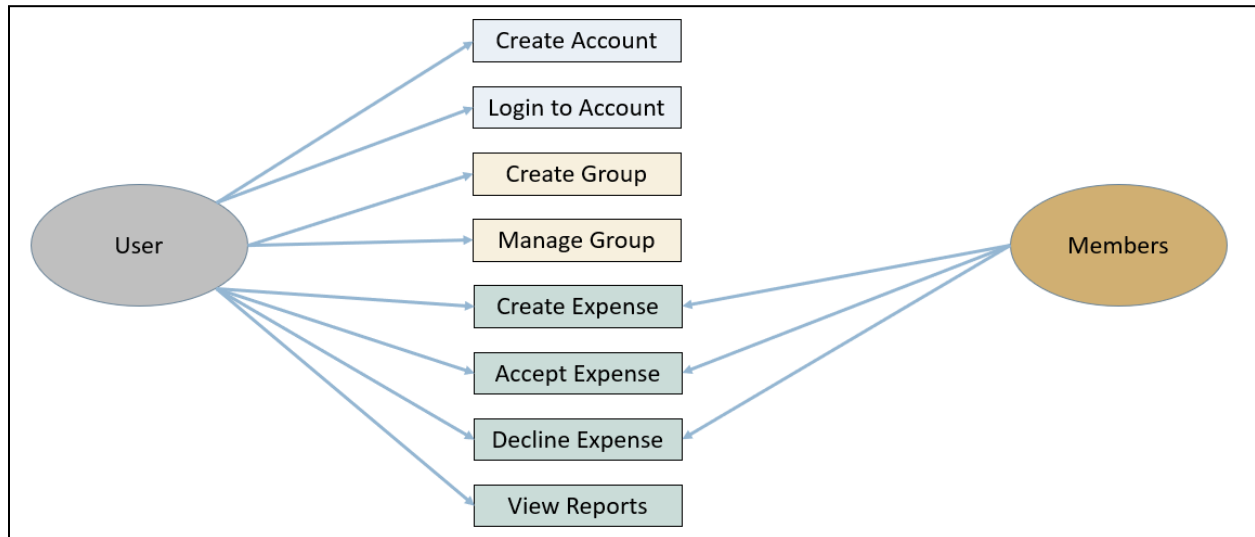 Create Account
Login to Account
Create Group
User
Manage Group
Members
Create Expense
Accept Expense
Decline Expense
View Reports